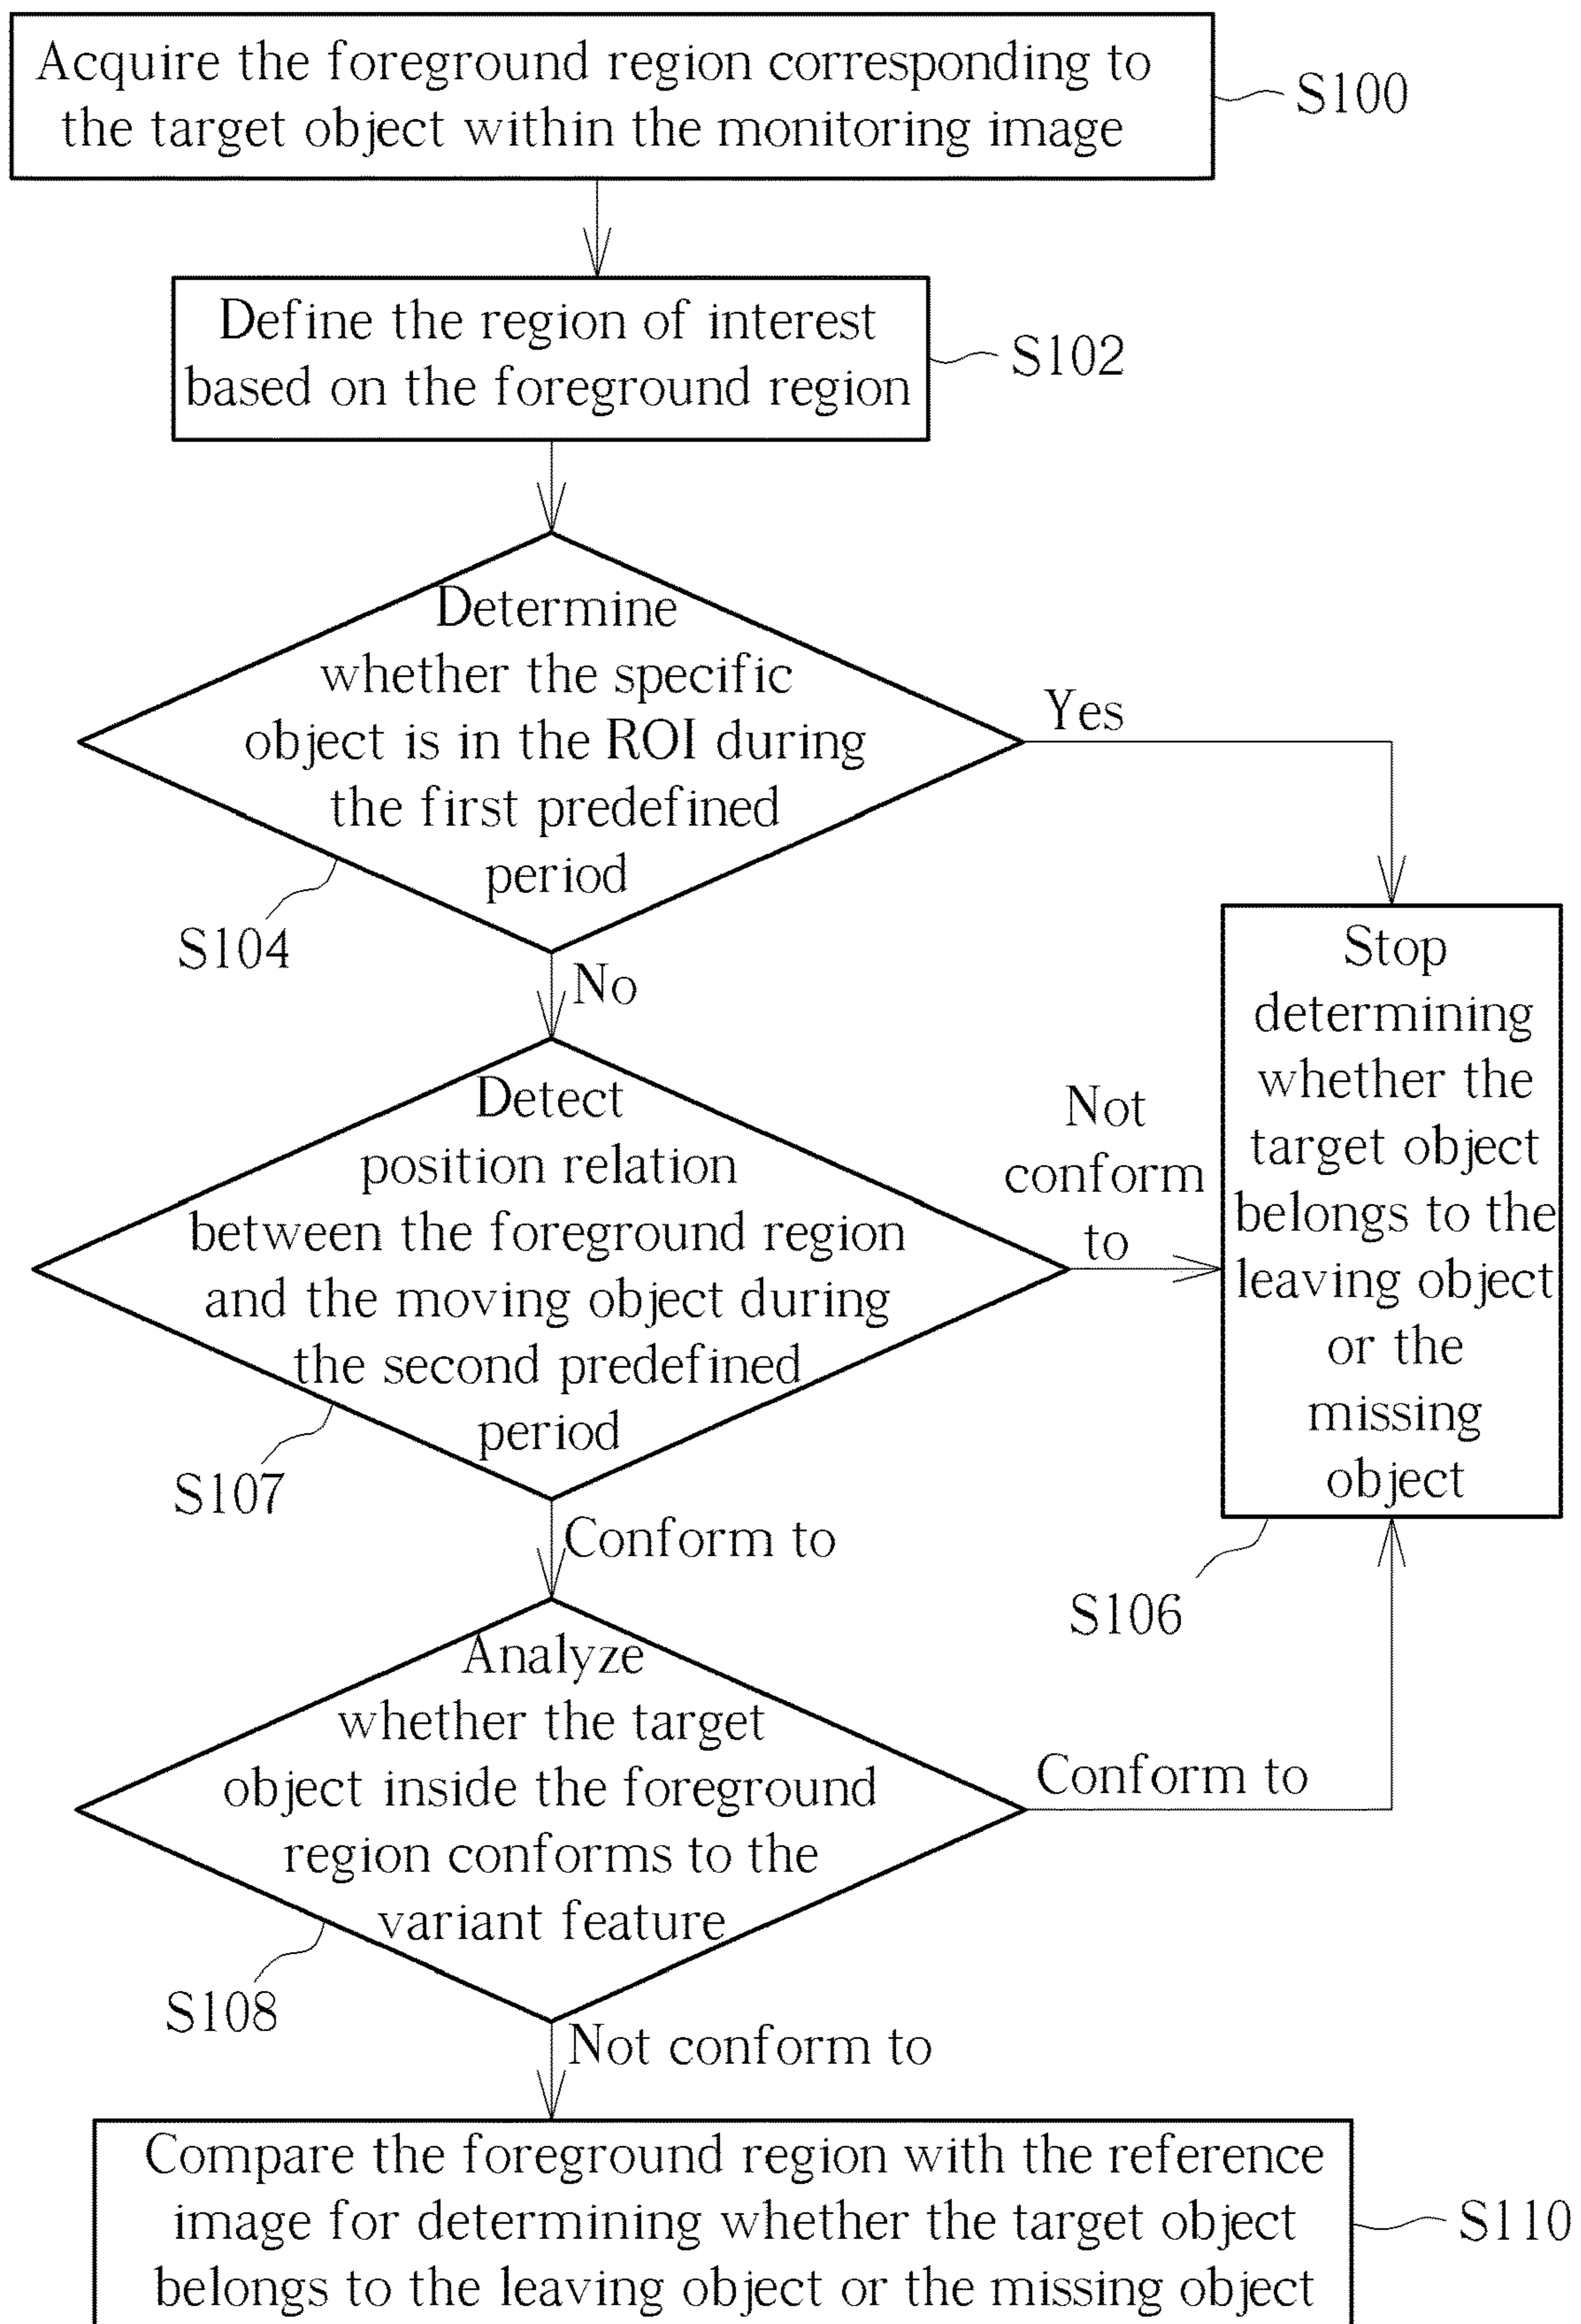 Acquire the foreground region corresponding to
the target object within the monitoring image
S100
Define the region of interest
based on the foreground region
S102
Determine
whether the specific
object is in the ROI during
the first predefined
period
S104
Yes
No
Detect
position relation
between the foreground region
and the moving object during
the second predefined
period
S107
Not
conform
to
Stop
determining
whether the
target object
belongs to the
leaving object
or the
missing
object
S106
Conform to
Analyze
whether the target
object inside the foreground
region conforms to the
variant feature
S108
Conform to
Not conform to
Compare the foreground region with the reference
image for determining whether the target object
belongs to the leaving object or the missing object
S110